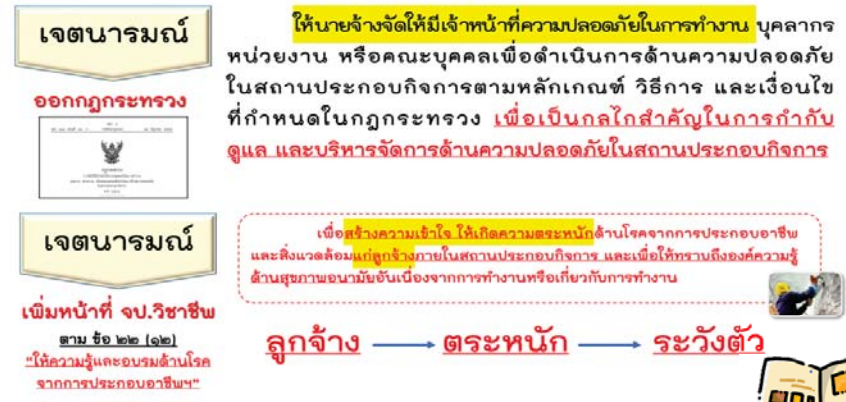 เจตนารมณ์
ออกกฎกระทรวง
ให้นายจ้างจัดให้มีเจ้าหน้าที่ความปลอดภัยในการทำงาน บุคลากร
หน่วยงาน หรือคณะบุคคลเพื่อดำเนินการด้านความปลอดภัย
ในสถานประกอบกิจการตามหลักเกณฑ์ วิธีการ และเงื่อนไข
ที่กำหนดในกฎกระทรวง เพื่อเป็นกลไกสำคัญในการกำกับ
ดูแล และบริหารจัดการด้านความปลอดภัยในสถานประกอบกิจการ
เจตนารมณ์
เพิ่มหน้าที่ จป.วิชาชีพ
ตาม ข้อ ๒๒ (๑๒)
“ให้ความรู้และอบรมด้านโรค
จากการประกอบอาชีพฯ”
เพื่อสร้างความเข้าใจ ให้เกิดความตระหนักด้านโรคจากการประกอบอาชีพ
และสิ่งแวดล้อมแก่ลูกจ้างภายในสถานประกอบกิจการ และเพื่อให้ทราบถึงองค์ความรู้
ด้านสุขภาพอนามัยอันเนื่องจากการทำงานหรือเกี่ยวกับการทำงาน
ลูกจ้าง ตระหนัก ระวังตัว